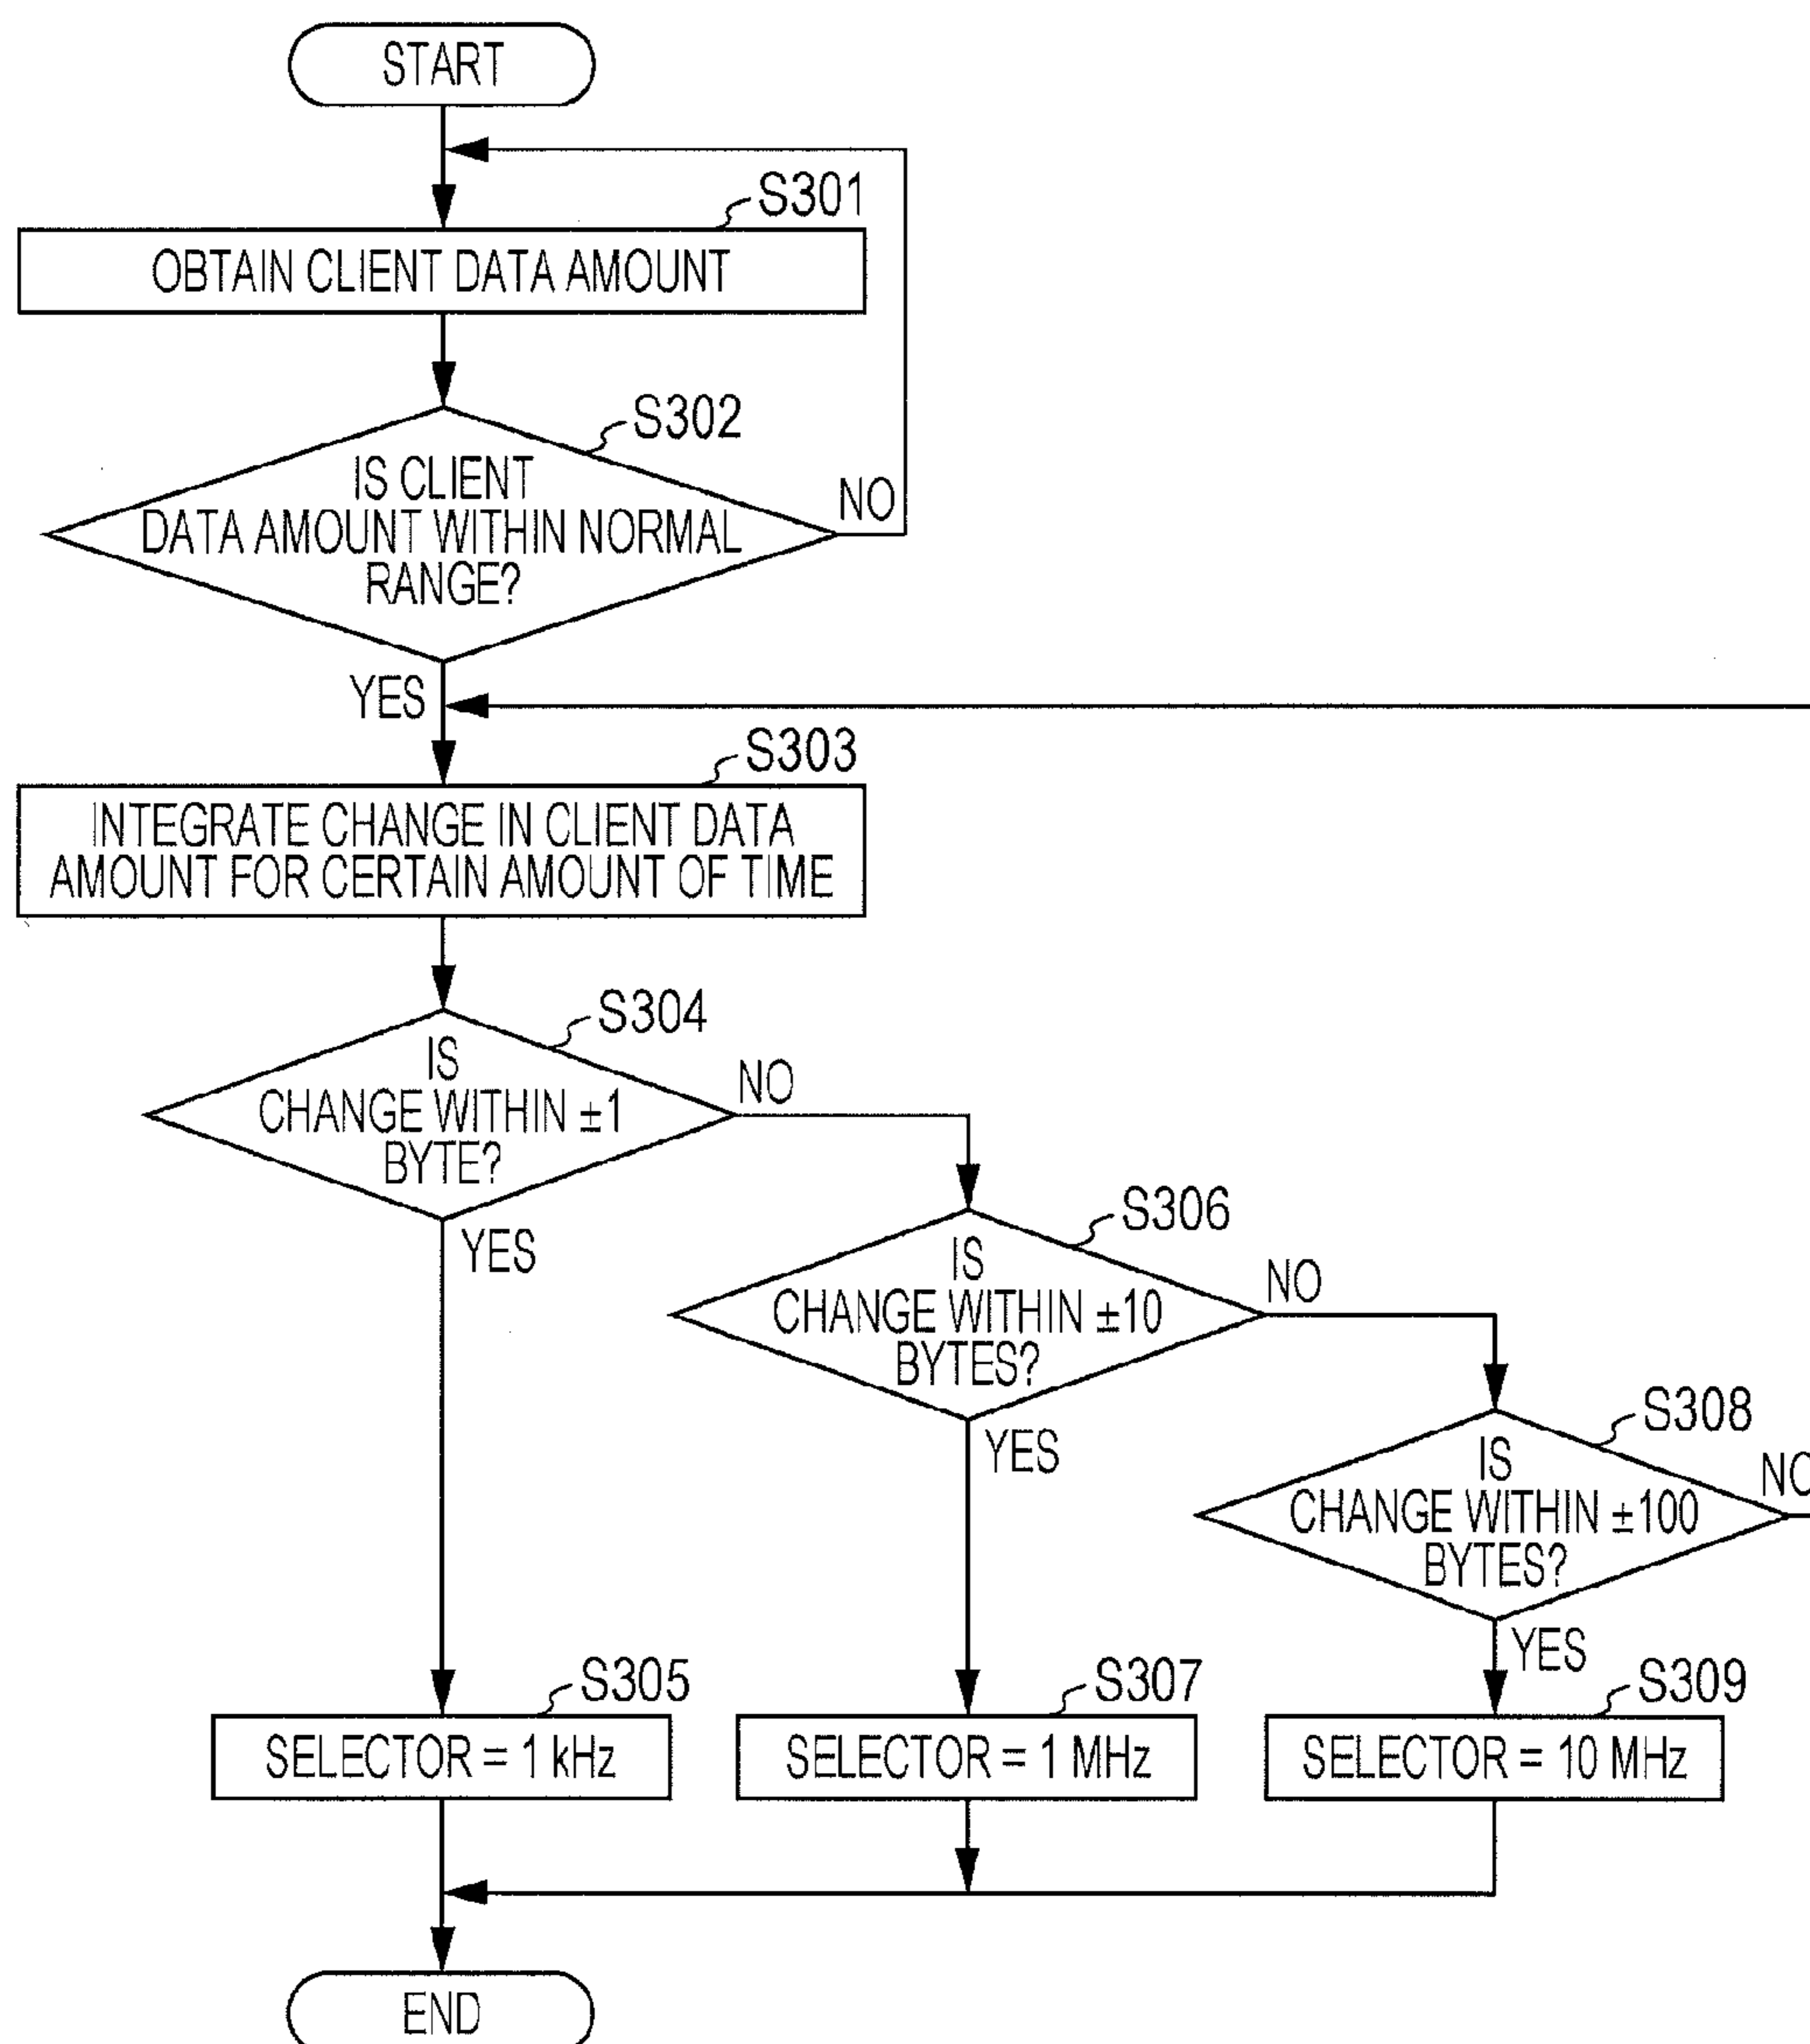 START
S301
OBTAIN CLIENT DATA AMOUNT
S302
IS CLIENT
DATA AMOUNT WITHIN NORMAL
RANGE?
NO
YES
S303
INTEGRATE CHANGE IN CLIENT DATA
AMOUNT FOR CERTAIN AMOUNT OF TIME
S304
IS
CHANGE WITHIN ±1
BYTE?
NO
YES
S306
IS
CHANGE WITHIN ±10
BYTES?
NO
YES
S308
IS
CHANGE WITHIN ±100
BYTES?
NO
YES
S305
SELECTOR = 1 kHz
S307
SELECTOR = 1 MHz
S309
SELECTOR = 10 MHz
END